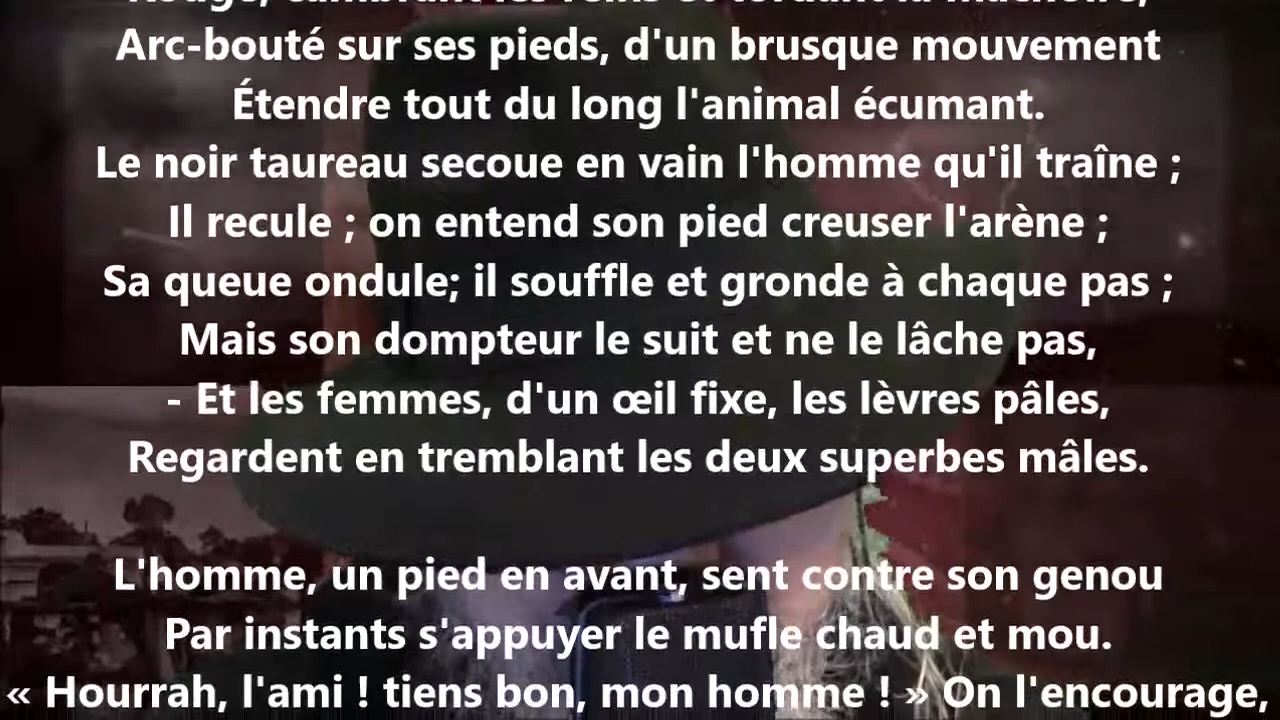 Arc-bouté sur ses pieds, d'un brusque mouvement
Étendre tout du long l'animal écumant.
Le noir taureau secoue en vain l'homme qu'il traîne ;
Il recule ; on entend son pied creuser l'arène ;
Sa queue ondule; il souffle et gronde à chaque pas ;
Mais son dompteur le suit et ne le lâche pas,
- Et les femmes, d'un œil fixe, les lèvres pâles,
Regardent en tremblant les deux superbes mâles.
L'homme, un pied en avant, sent contre son genou
Par instants s'appuyer le mufle chaud et mou.
« Hourrah, l'ami ! tiens bon, mon homme ! » On l'encourage,